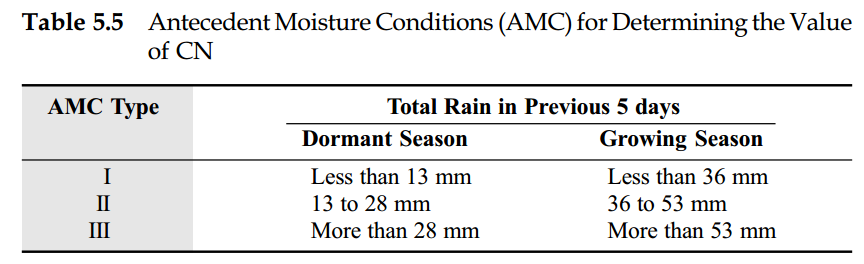 Table 5.5 Antecedent Moisture Conditions (AMC) for Determining the Value
of CN
AMC Type Total Rain in Previous 5 days
Dormant Season Growing Season
I Less than 13 mm Less than 36 mm
II 13 to 28 mm 36 to 53 mm
III More than 28 mm More than 53 mm